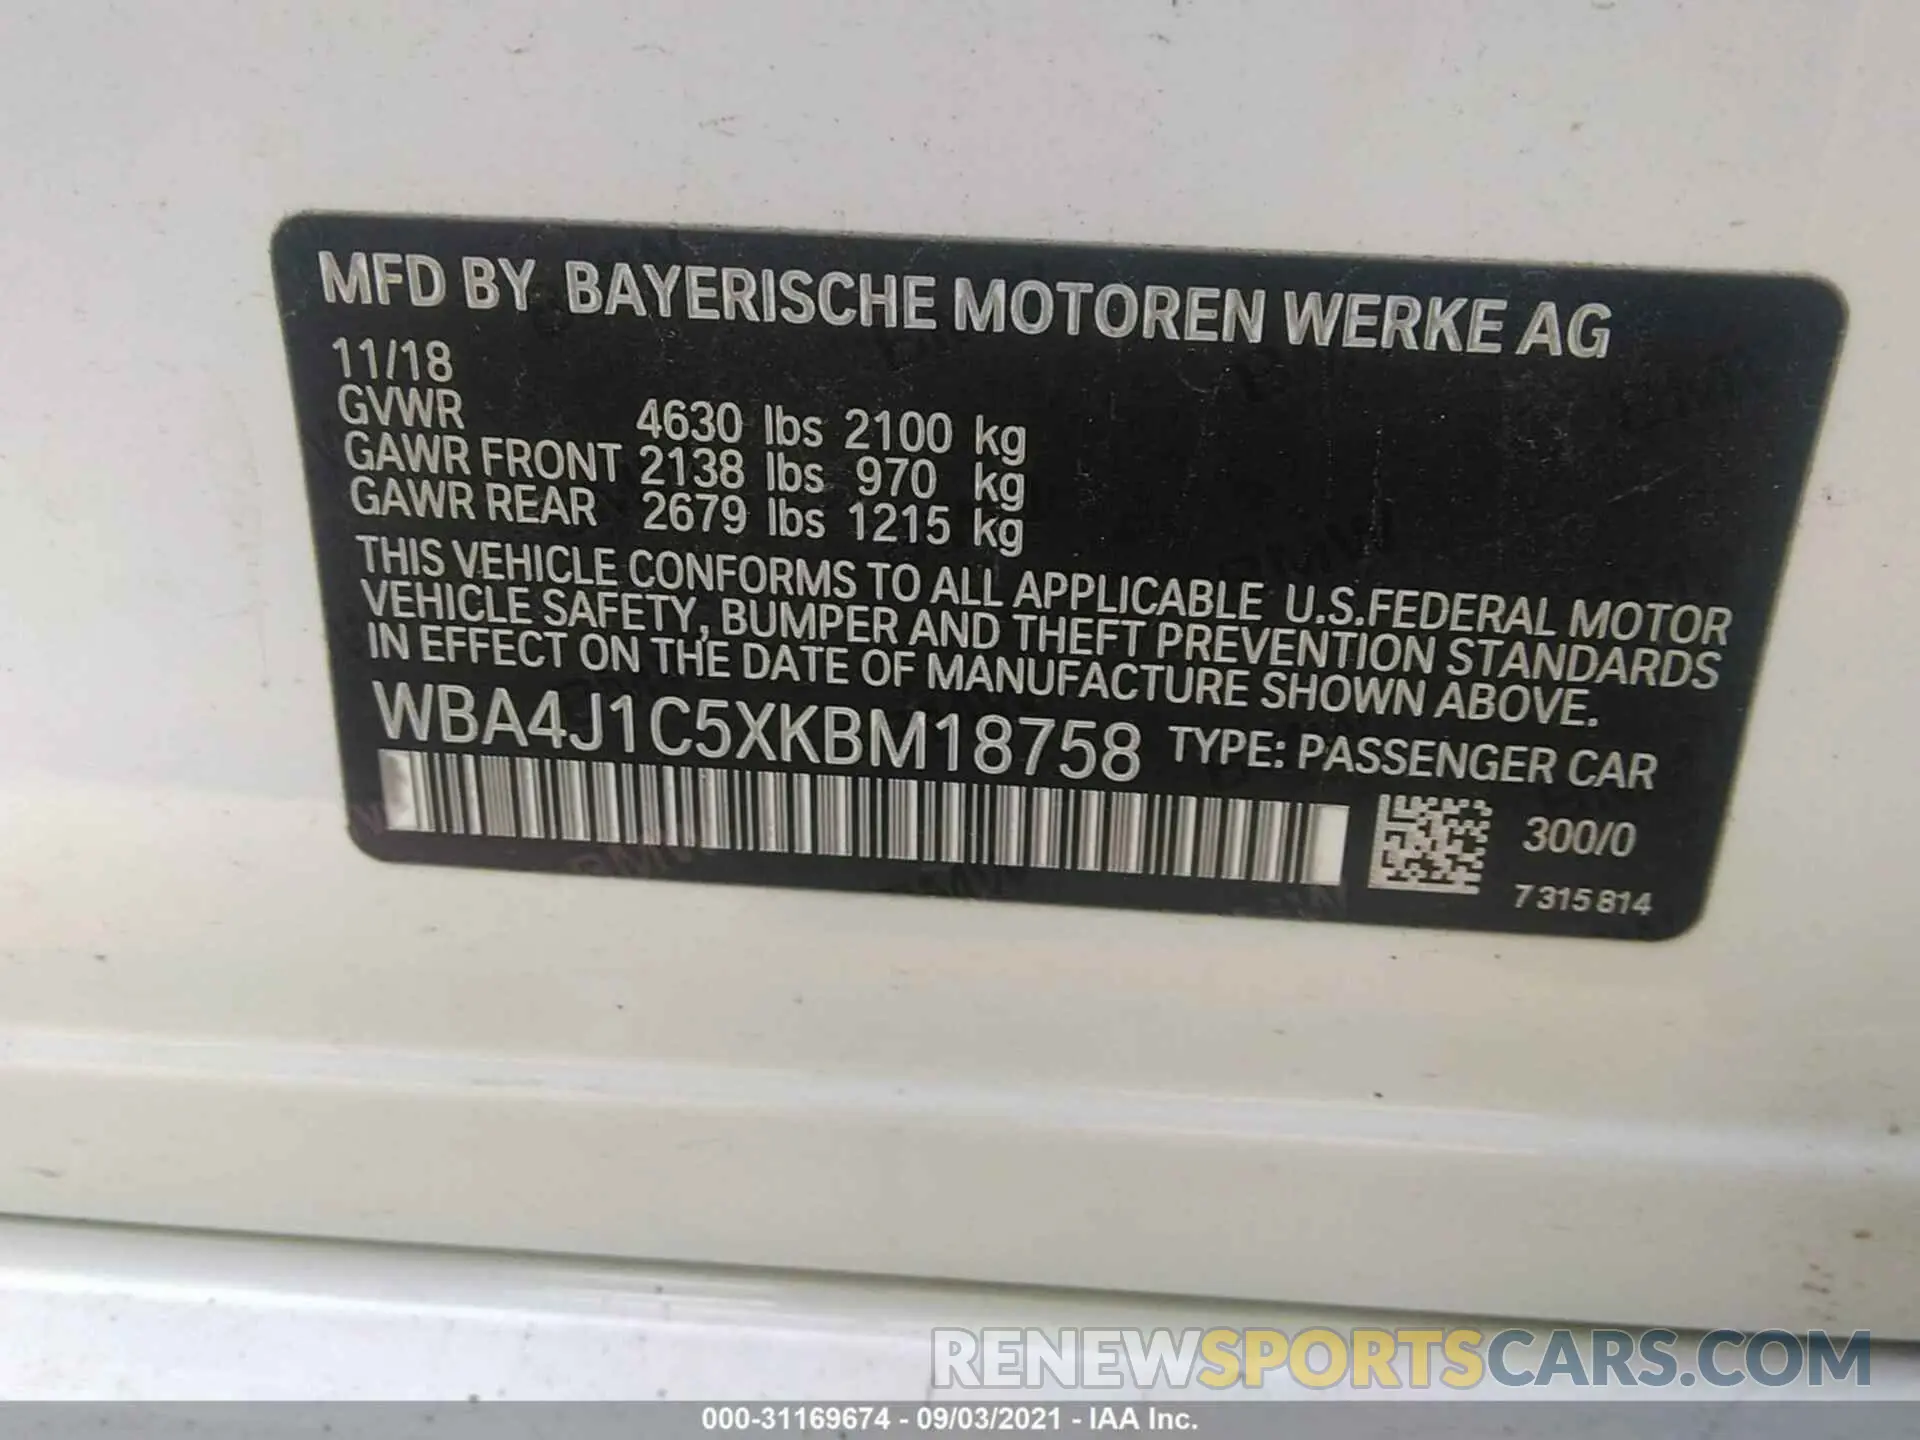 MFD BY BAYERISCHE MOTOREN WERKE AG
11/18
GVWR 4630 lbs 2100 kg
GAWR FRONT 2138 lbs 970 kg
GAWR REAR 2679 lbs 1215 kg
THIS VEHICLE CONFORMS TO ALL APPLICABLE U.S.FEDERAL MOTOR
VEHICLE SAFETY, BUMPER AND THEFT PREVENTION STANDARDS
IN EFFECT ON THE DATE OF MANUFACTURE SHOWN ABOVE.
WBA4J1C5XKBM18758 TYPE: PASSENGER CAR
300/0
7 315 814
RENEWSPORTSCARS.COM
000-31169674 - 09/03/2021 - IAA Inc.